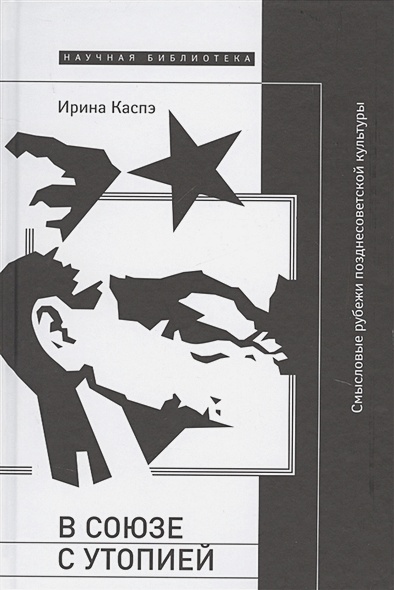 НАУЧНАЯ БИБЛИОТЕКА
Ирина Каспэ
Смысловые рубежи позднесоветской культуры
В СОЮЗЕ
С УТОПИЕЙ